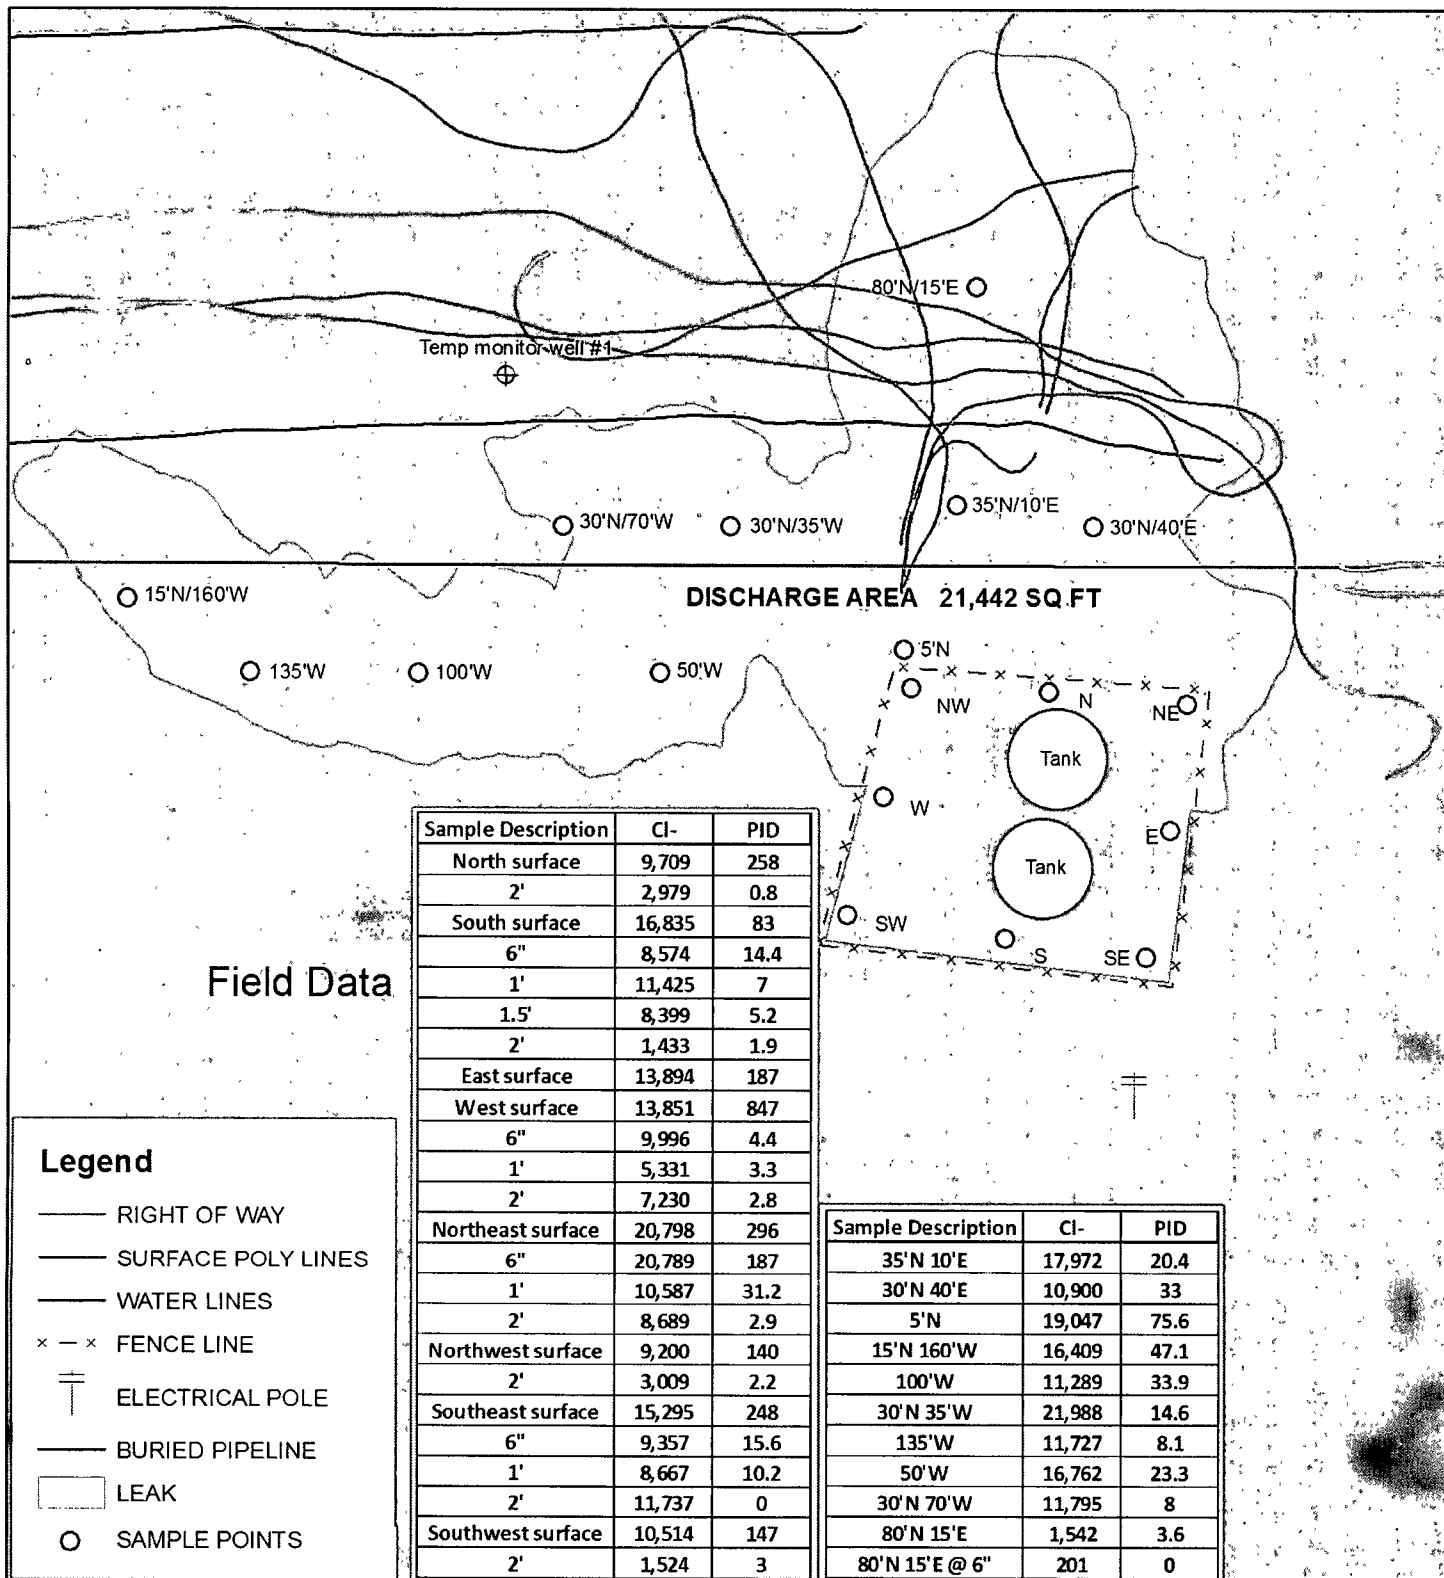 80'N/15'E
Temp monitor well #1
35'N/10'E
30'N/70'W
30'N/35'W
30'N/40'E
15'N/160'W
DISCHARGE AREA 21,442 SQ.FT
5'N
135'W
100'W
50'W
NW
N
NE
Tank
W
E
Tank
SW
S
SE
Field Data
Sample Description Cl- PID
North surface 9,709 258
2' 2,979 0.8
South surface 16,835 83
6" 8,574 14.4
1' 11,425 7
1.5' 8,399 5.2
2' 1,433 1.9
East surface 13,894 187
West surface 13,851 847
6" 9,996 4.4
1' 5,331 3.3
2' 7,230 2.8
Northeast surface 20,798 296
6" 20,789 187
1' 10,587 31.2
2' 8,689 2.9
Northwest surface 9,200 140
2' 3,009 2.2
Southeast surface 15,295 248
6" 9,357 15.6
1' 8,667 10.2
2' 11,737 0
Southwest surface 10,514 147
2' 1,524 3
Sample Description Cl- PID
35'N 10'E 17,972 20.4
30'N 40'E 10,900 33
5'N 19,047 75.6
15'N 160'W 16,409 47.1
100'W 11,289 33.9
30'N 35'W 21,988 14.6
135'W 11,727 8.1
50'W 16,762 23.3
30'N 70'W 11,795 8
80'N 15'E 1,542 3.6
80'N 15'E @ 6" 201 0
Legend
RIGHT OF WAY
SURFACE POLY LINES
WATER LINES
FENCE LINE
ELECTRICAL POLE
BURIED PIPELINE
LEAK
SAMPLE POINTS